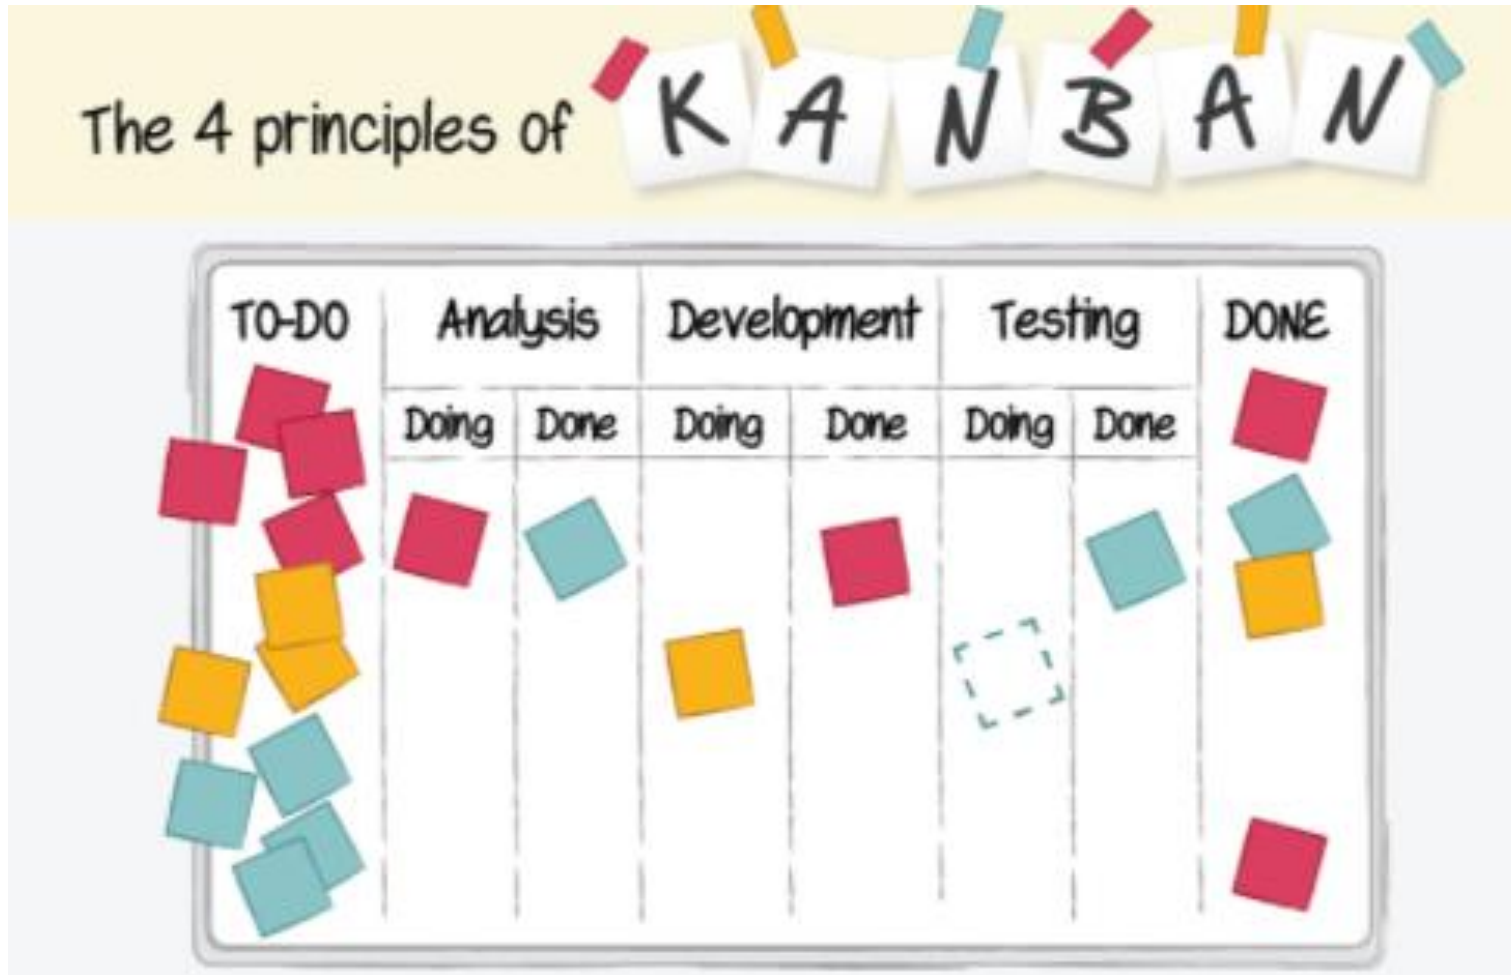 The 4 principles of KANBAN
TO-DO Analysis Development Testing DONE
Doing Done Doing Done Doing Done